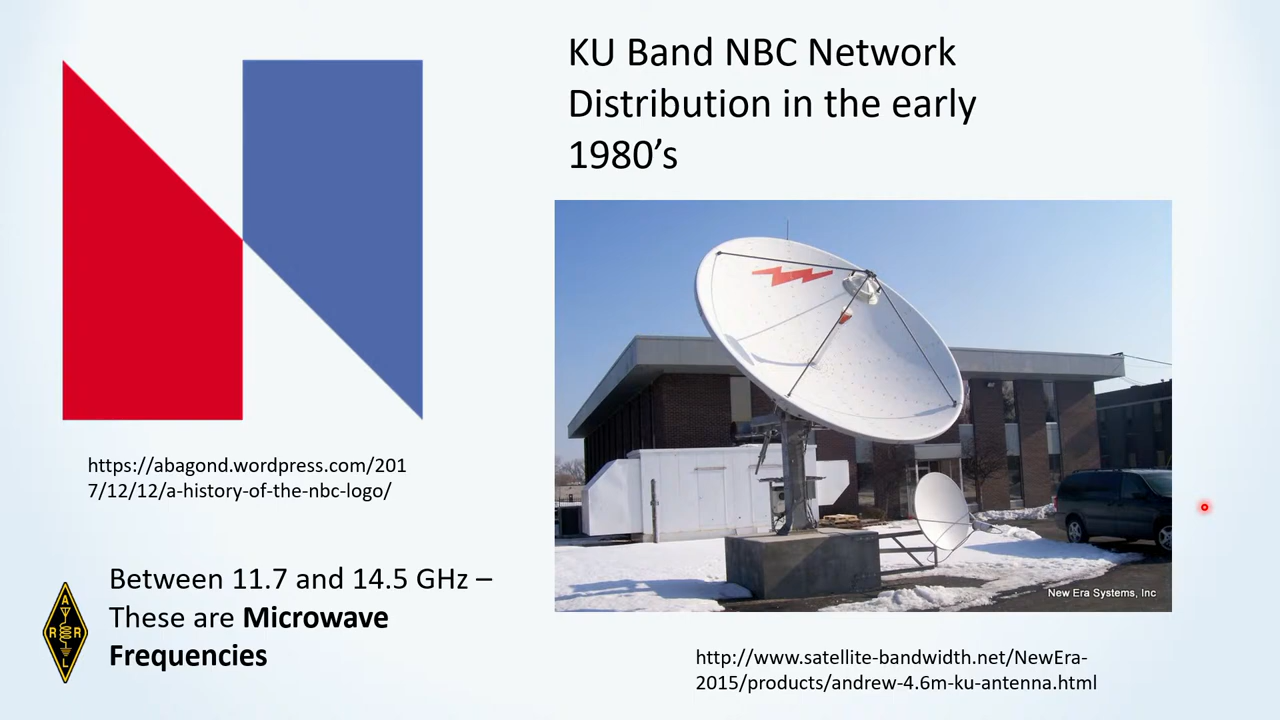 KU Band NBC Network
Distribution in the early
1980’s
https://abagond.wordpress.com/201
7/12/12/a-history-of-the-nbc-logo/
Between 11.7 and 14.5 GHz –
These are Microwave
Frequencies
A
R R
L
New Era Systems, Inc
http://www.satellite-bandwidth.net/NewEra-
2015/products/andrew-4.6m-ku-antenna.html